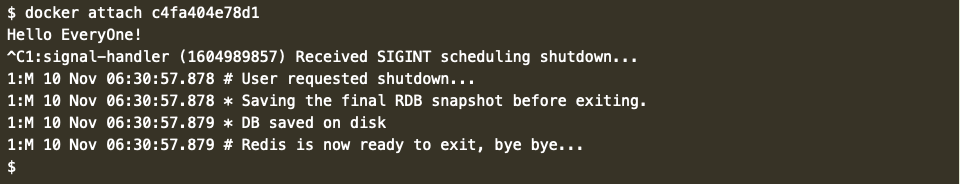 $ docker attach c4fa404e78d1
Hello EveryOne!
^C1:signal-handler (1604989857) Received SIGINT scheduling shutdown...
1:M 10 Nov 06:30:57.878 # User requested shutdown...
1:M 10 Nov 06:30:57.878 * Saving the final RDB snapshot before exiting.
1:M 10 Nov 06:30:57.879 * DB saved on disk
1:M 10 Nov 06:30:57.879 # Redis is now ready to exit, bye bye...
$